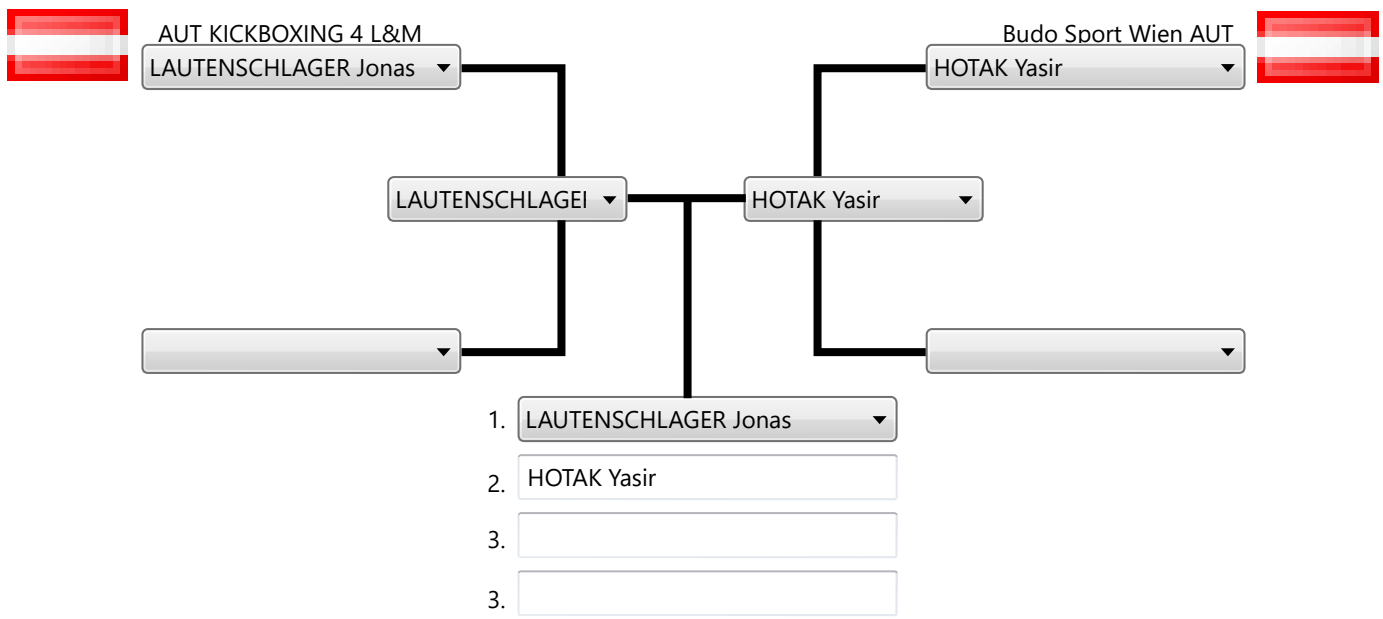 AUT KICKBOXING 4 L&M
Budo Sport Wien AUT
LAUTENSCHLAGER Jonas
HOTAK Yasir
LAUTENSCHLAGEI
HOTAK Yasir
1. LAUTENSCHLAGER Jonas
2. HOTAK Yasir
3.
3.